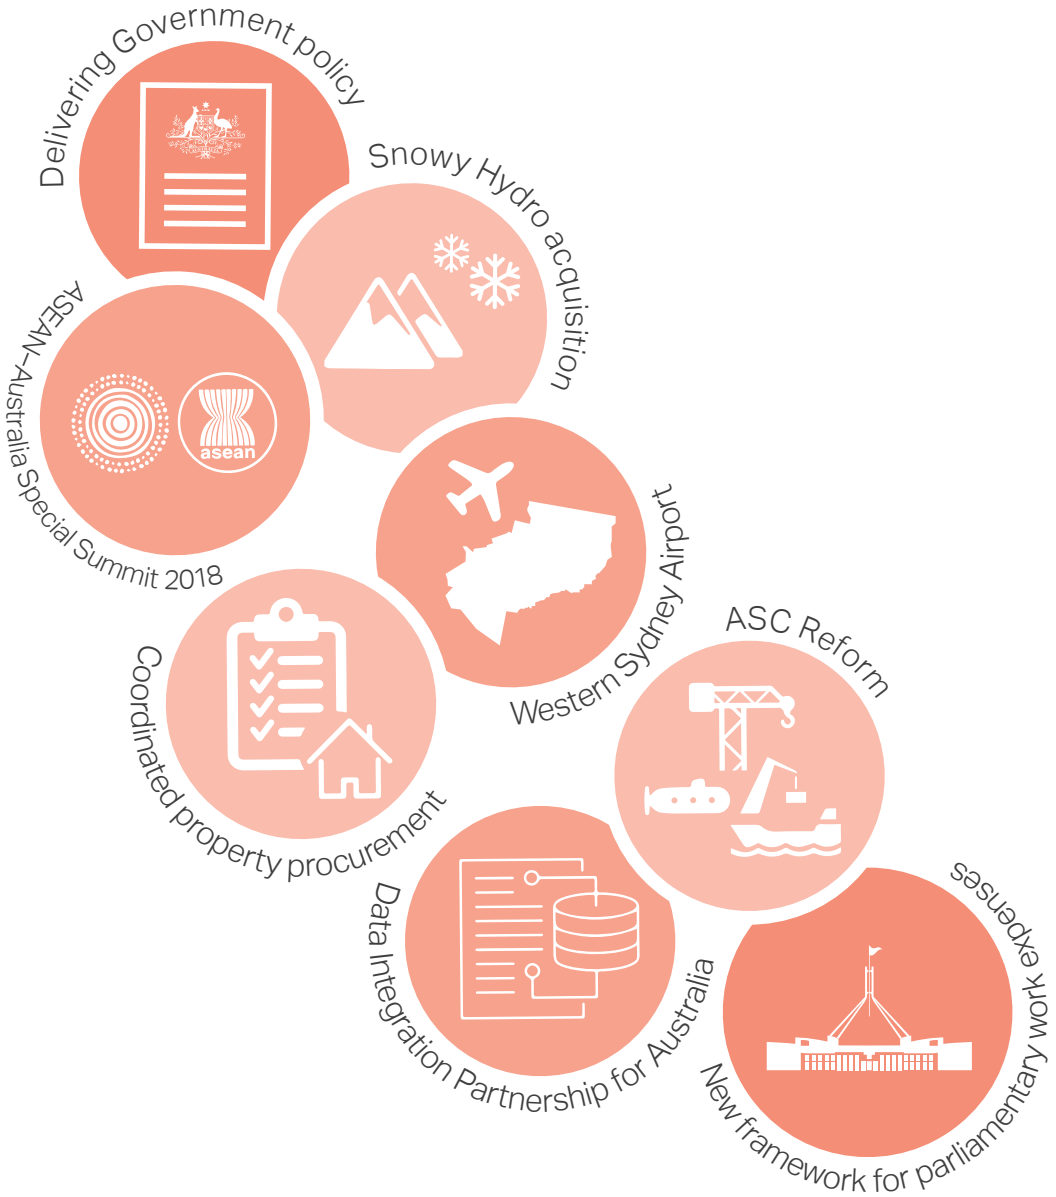 Delivering Government policy
Snowy Hydro acquisition
ASEAN–Australia Special Summit 2018
asean
Western Sydney Airport
Coordinated property procurement
ASC Reform
Data Integration Partnership for Australia
New framework for parliamentary work expenses